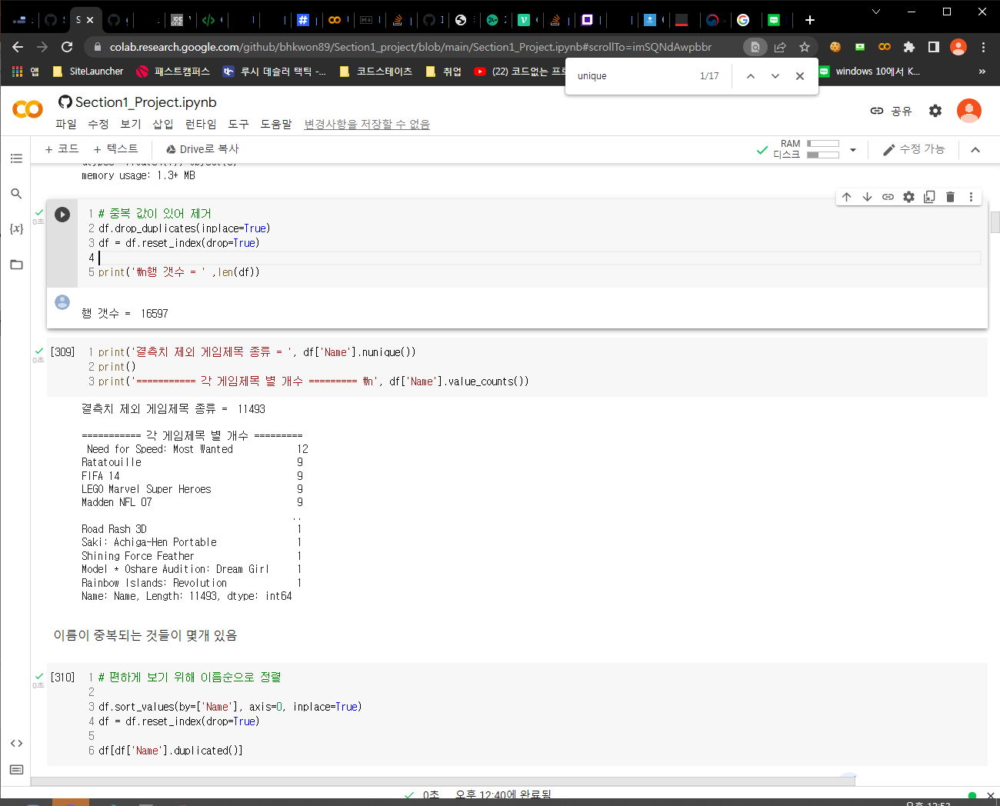 colab.research.google.com/github/bhkwon89/Section1_project/blob/main/Section1_Project.ipynb#scrollTo=imSQNdAwpbbr
앱 SiteLauncher 패스트캠퍼스 루시 데슬러 택틱 -... 코드스테이츠 취업 (22) 코드없는 프로 windows 10에서 K... »
unique 1/17
Section1_Project.ipynb
파일 수정 보기 삽입 런타임 도구 도움말 변경사항을 저장할 수 없음
공유
+ 코드 + 텍스트 Drive로 복사
RAM
디스크
수정 가능
memory usage: 1.3+ MB
0초
1 # 중복 값이 있어 제거
2 df.drop_duplicates(inplace=True)
3 df = df.reset_index(drop=True)
4
5 print('₩n행 갯수 = ' ,len(df))
행 갯수 =  16597
0초
[309] 1 print('결측치 제외 게임제목 종류 = ', df['Name'].nunique())
2 print()
3 print('=========== 각 게임제목 별 개수 ========= ₩n', df['Name'].value_counts())
결측치 제외 게임제목 종류 =  11493
=========== 각 게임제목 별 개수 =========
Need for Speed: Most Wanted 12
Ratatouille 9
FIFA 14 9
LEGO Marvel Super Heroes 9
Madden NFL 07 9
..
Road Rash 3D 1
Saki: Achiga-Hen Portable 1
Shining Force Feather 1
Model * Oshare Audition: Dream Girl 1
Rainbow Islands: Revolution 1
Name: Name, Length: 11493, dtype: int64
이름이 중복되는 것들이 몇개 있음
0초
[310] 1 # 편하게 보기 위해 이름순으로 정렬
2
3 df.sort_values(by=['Name'], axis=0, inplace=True)
4 df = df.reset_index(drop=True)
5
6 df[df['Name'].duplicated()]
0초 오후 12:40에 완료됨